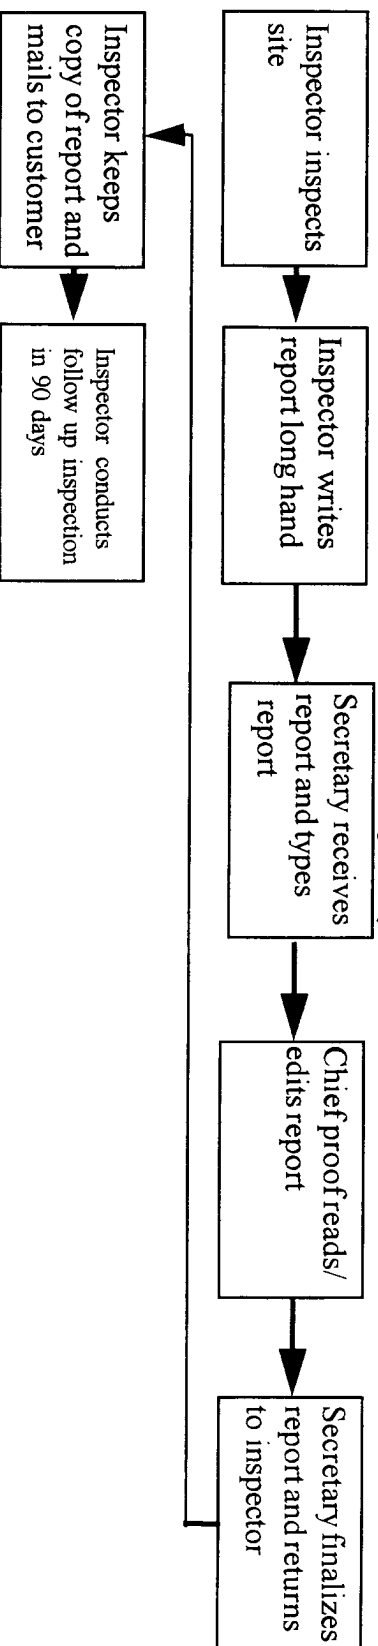 Inspector inspects
site
Inspector writes
report long hand
Secretary receives
report and types
report
Chief proof reads/
edits report
Secretary finalizes
report and returns
to inspector
Inspector keeps
copy of report and
mails to customer
Inspector conducts
follow up inspection
in 90 days